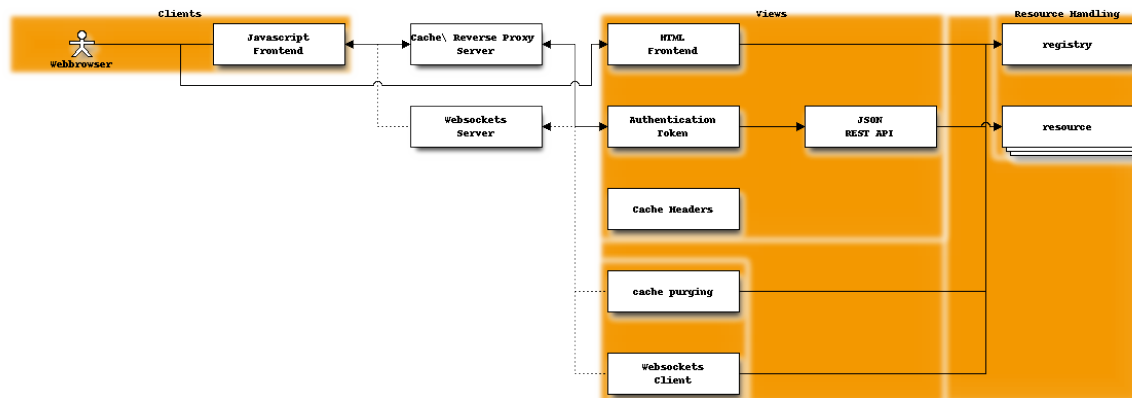 Clients
Views
Resource Handling
Javascript
Frontend
Cache\ Reverse Proxy
Server
HTML
Frontend
registry
Webbrowser
Websockets
Server
Authentication
Token
JSON
REST API
resource
Cache Headers
cache purging
Websockets
Client